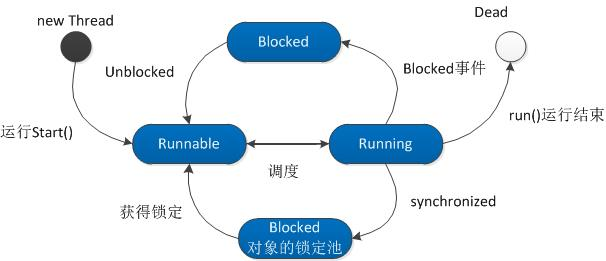 new Thread
Dead
Blocked
Unblocked
Blocked事件
运行Start()
Runnable
Running
run()运行结束
调度
获得锁定
synchronized
Blocked
对象的锁定池